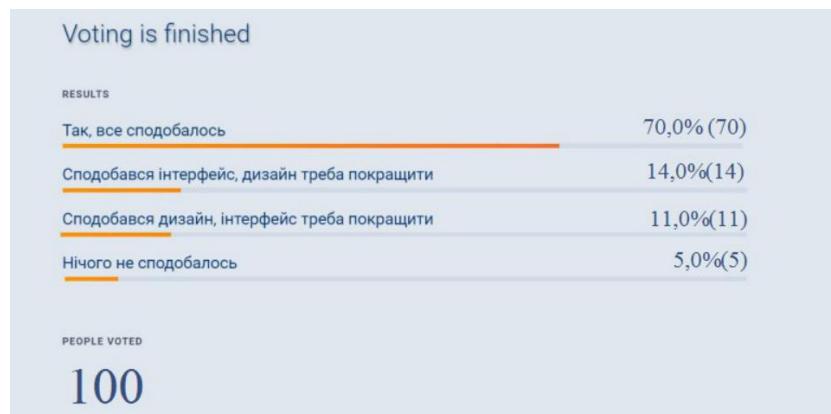 Voting is finished
RESULTS
Так, все сподобалось 70,0% (70)
Сподобався інтерфейс, дизайн треба покращити 14,0%(14)
Сподобався дизайн, інтерфейс треба покращити 11,0%(11)
Нічого не сподобалось 5,0%(5)
PEOPLE VOTED
100